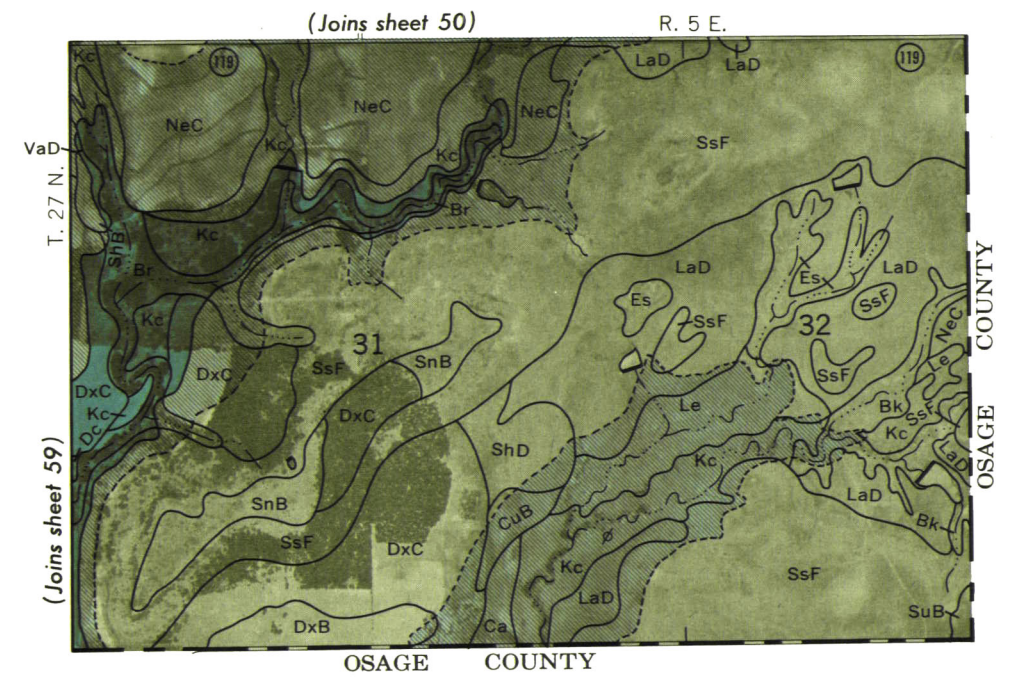 (Joins sheet 50)
R. 5 E.
Kc
119
LaD
LaD
119
NeC
NeC
NeC
SsF
VaD
Kc
Kc
T. 27 N.
Br
Kc
ShB
Br
LaD
Es
LaD
Es
SsF
SsF
COUNTY
Kc
31
32
NeC
SsF
SnB
DxC
SsF
Le
DxC
DxC
Le
Bk
SsF
Kc
Kc
Dc
OSAGE
ShD
Kc
LaD
(Joins sheet 59)
SnB
LaD
CuB
Bk
SsF
DxC
ø
Kc
SsF
LaD
SuB
DxB
Ca
OSAGE COUNTY